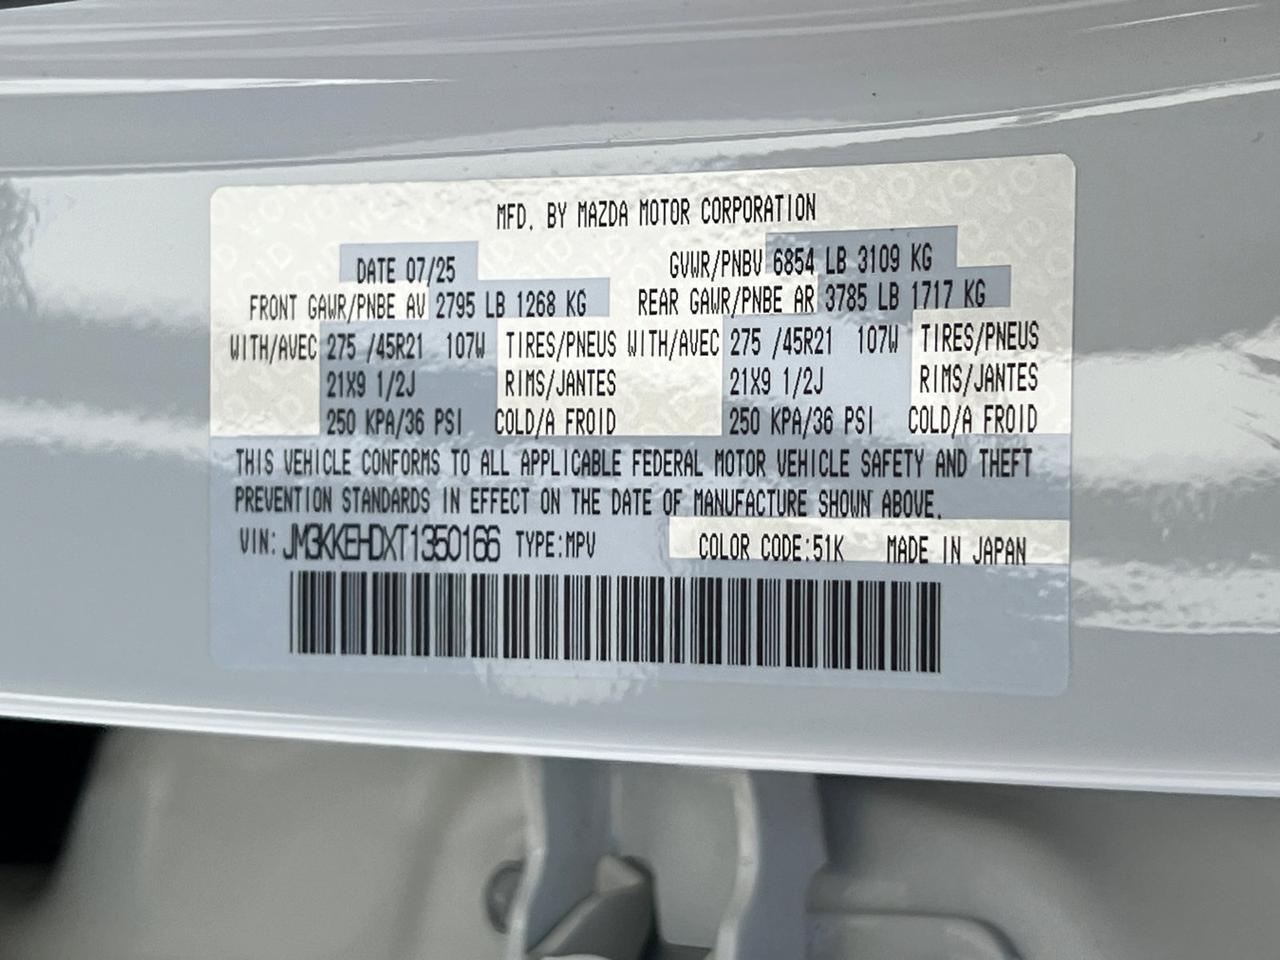 MFD. BY MAZDA MOTOR CORPORATION
DATE 07/25 GVWR/PNBV 6854 LB 3109 KG
FRONT GAWR/PNBE AV 2795 LB 1268 KG REAR GAWR/PNBE AR 3785 LB 1717 KG
WITH/AVEC 275 /45R21 107W TIRES/PNEUS WITH/AVEC 275 /45R21 107W TIRES/PNEUS
21X9 1/2J RIMS/JANTES 21X9 1/2J RIMS/JANTES
250 KPA/36 PSI COLD/A FROID 250 KPA/36 PSI COLD/A FROID
THIS VEHICLE CONFORMS TO ALL APPLICABLE FEDERAL MOTOR VEHICLE SAFETY AND THEFT
PREVENTION STANDARDS IN EFFECT ON THE DATE OF MANUFACTURE SHOWN ABOVE.
VIN: JM3KKEHDXT1350166 TYPE:MPV COLOR CODE:51K MADE IN JAPAN